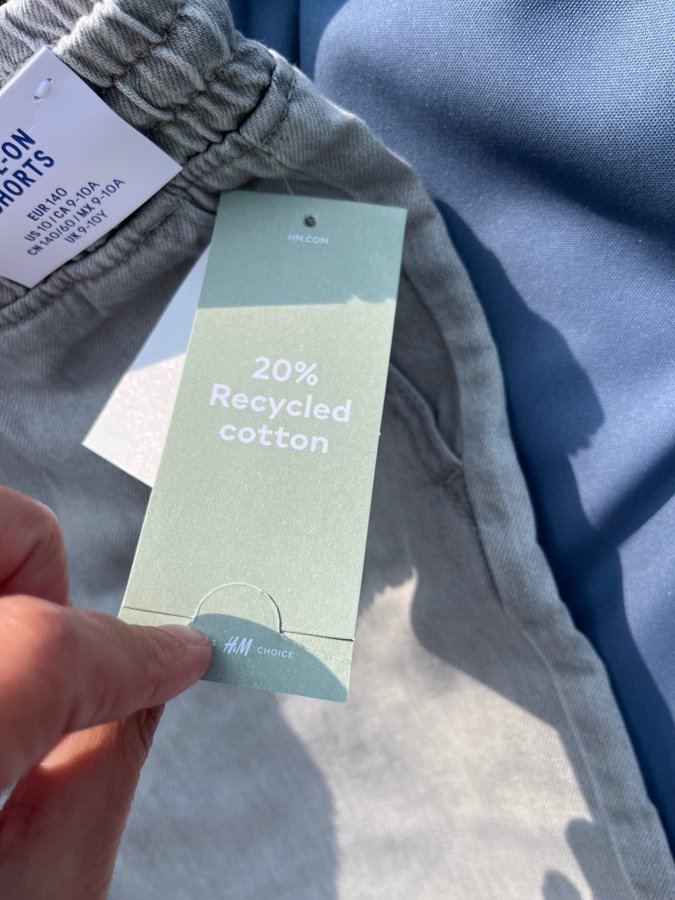 -ON
SHORTS
EUR 140
US 10 / CA 9-10A
CN 140/60 / MX 9-10A
UK 9-10Y
HM.COM
20%
Recycled
cotton
H&M CHOICE